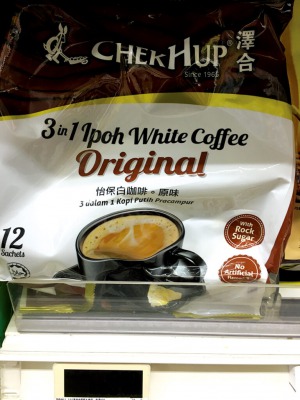 CHEK HUP® 澤合
Since 1965
3 in 1 Ipoh White Coffee
Original
怡保白咖啡·原味
3 dalam 1 Kopi Putih Pracampur
12
Sachets
With
Rock
Sugar
No
Artificial